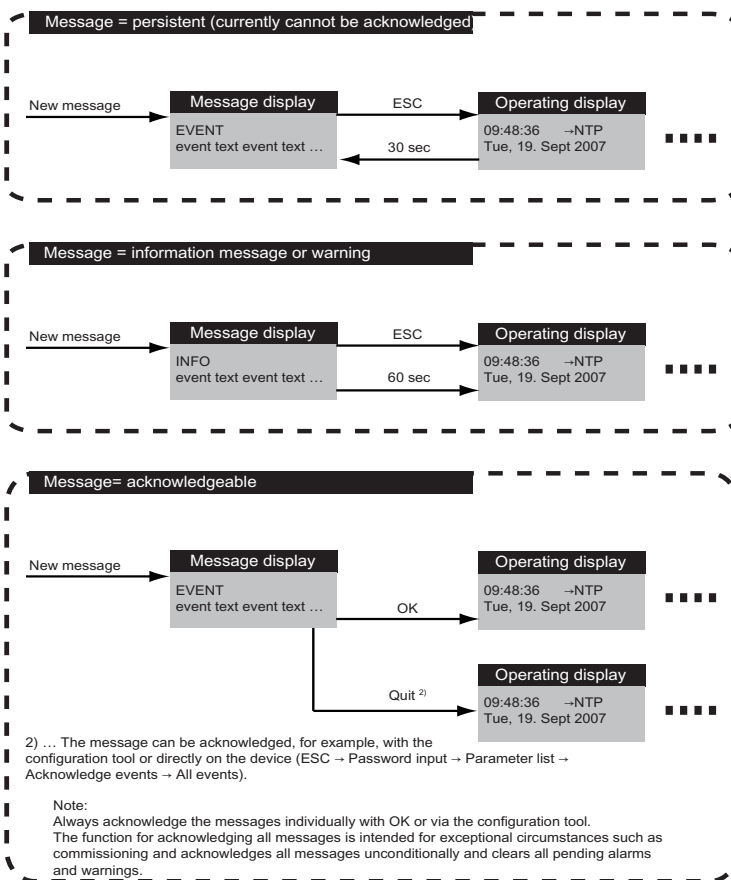 Message = persistent (currently cannot be acknowledged)
New message
Message display
EVENT
event text event text …
ESC
30 sec
Operating display
09:48:36 →NTP
Tue, 19. Sept 2007
Message = information message or warning
New message
Message display
INFO
event text event text …
ESC
60 sec
Operating display
09:48:36 →NTP
Tue, 19. Sept 2007
Message= acknowledgeable
New message
Message display
EVENT
event text event text …
OK
Operating display
09:48:36 →NTP
Tue, 19. Sept 2007
Quit 2)
Operating display
09:48:36 →NTP
Tue, 19. Sept 2007
2) … The message can be acknowledged, for example, with the
configuration tool or directly on the device (ESC → Password input → Parameter list →
Acknowledge events → All events).
Note:
Always acknowledge the messages individually with OK or via the configuration tool.
The function for acknowledging all messages is intended for exceptional circumstances such as
commissioning and acknowledges all messages unconditionally and clears all pending alarms
and warnings.